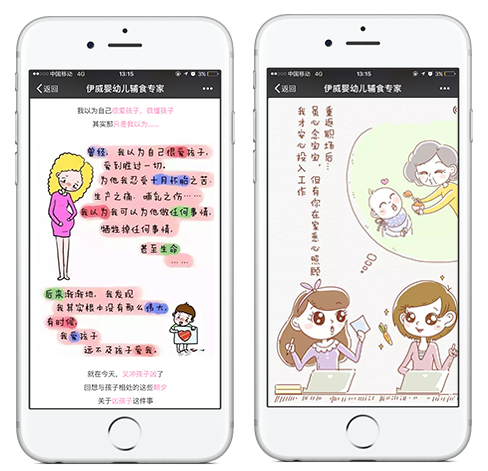 中国移动 4G 13:15 3%
返回 伊威婴幼儿辅食专家
我以为自己很爱孩子、很懂孩子
其实那只是我以为......
曾经，我以为自己很爱孩子，
爱到胜过一切。
为他我忍受十月怀胎之苦、
生产之痛、哺乳之伤……
我以为我可以为他做任何事情，
牺牲掉任何事情，
甚至生命
……
后来渐渐地，我发现
我其实根本没有那么伟大，
有时候，
我爱孩子
远不及孩子爱我。
就在今天，又冲孩子凶了
回想与孩子相处的这些朝夕
关于凶孩子这件事
中国移动 4G 13:15 3%
返回 伊威婴幼儿辅食专家
重返职场后…
虽心念宝宝，但有你在家悉心照顾
我才安心投入工作